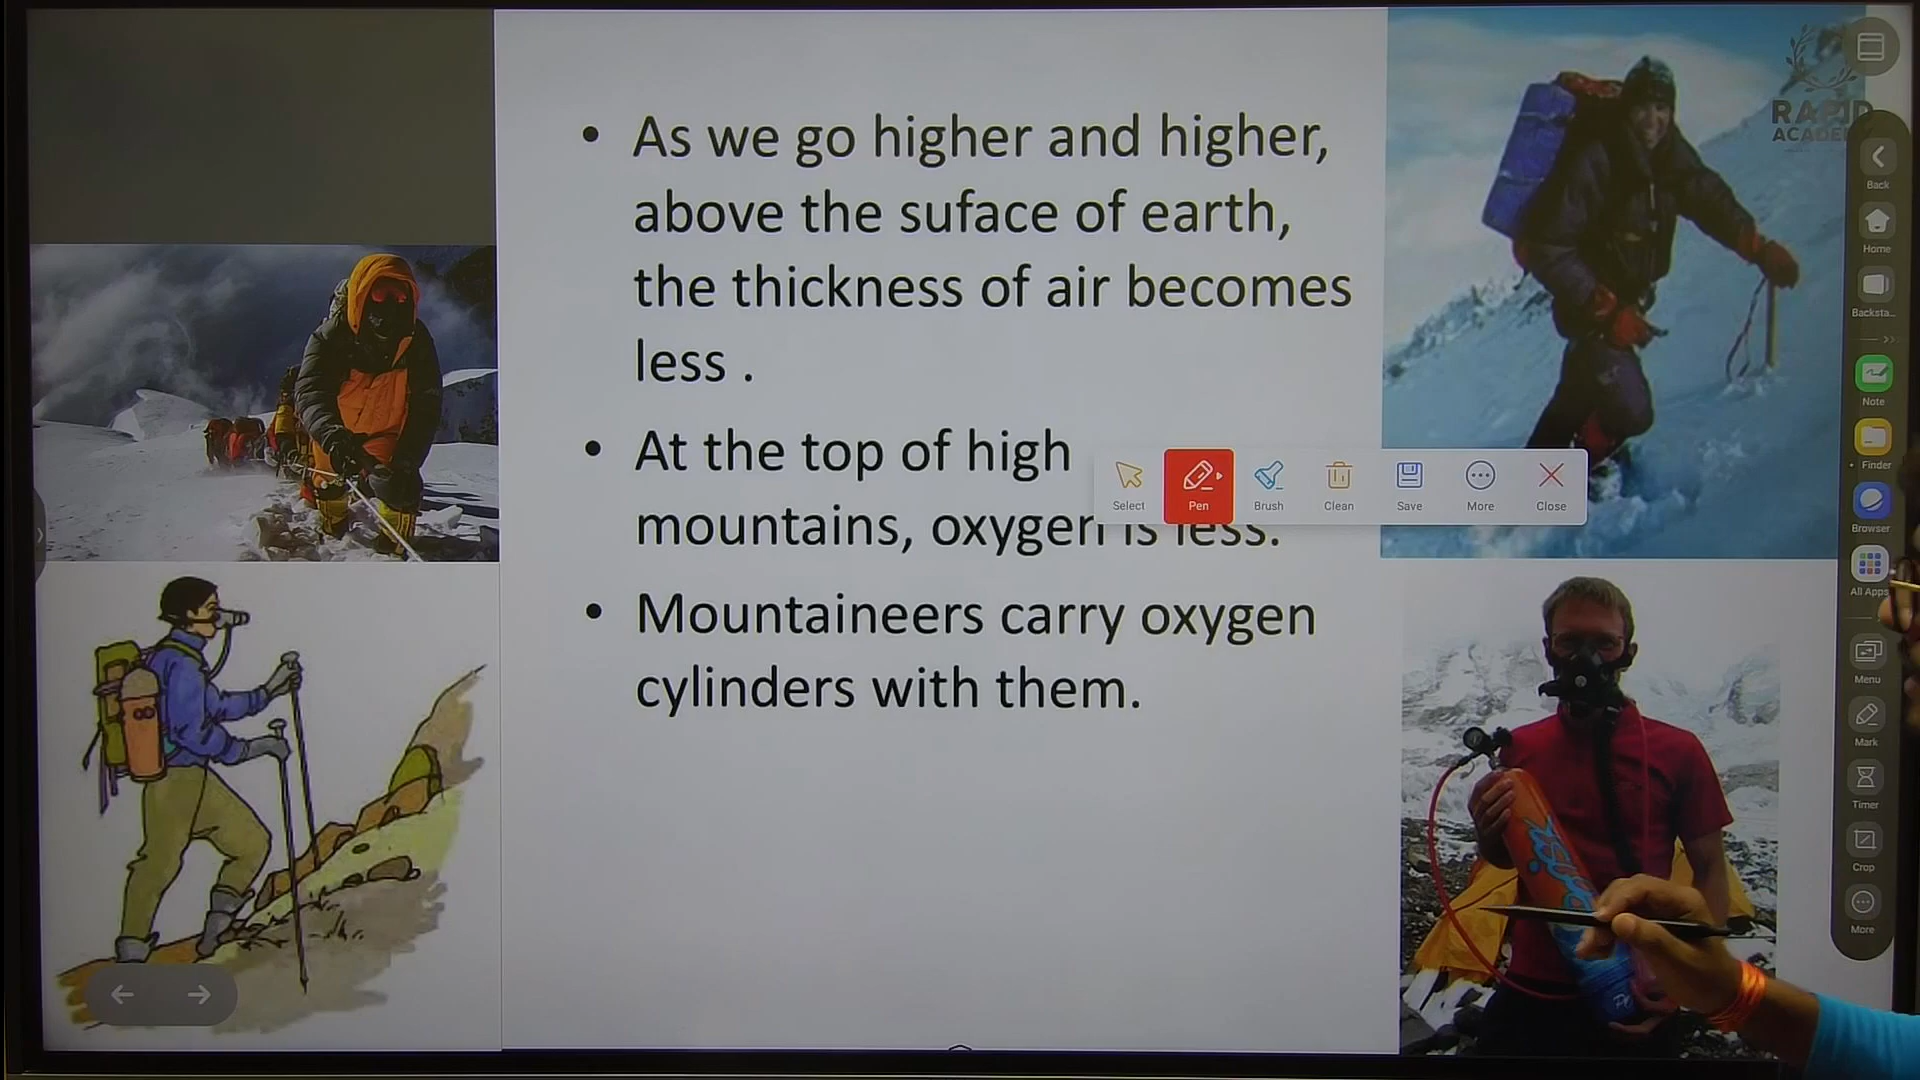 • As we go higher and higher,
above the suface of earth,
the thickness of air becomes
less .
• At the top of high
mountains, oxygen is less.
• Mountaineers carry oxygen
cylinders with them.
Select
Pen
Brush
Clean
Save
More
Close
RAPID
Back
Home
Backsta...
Note
Finder
Browser
All Apps
Menu
Mark
Timer
Crop
More